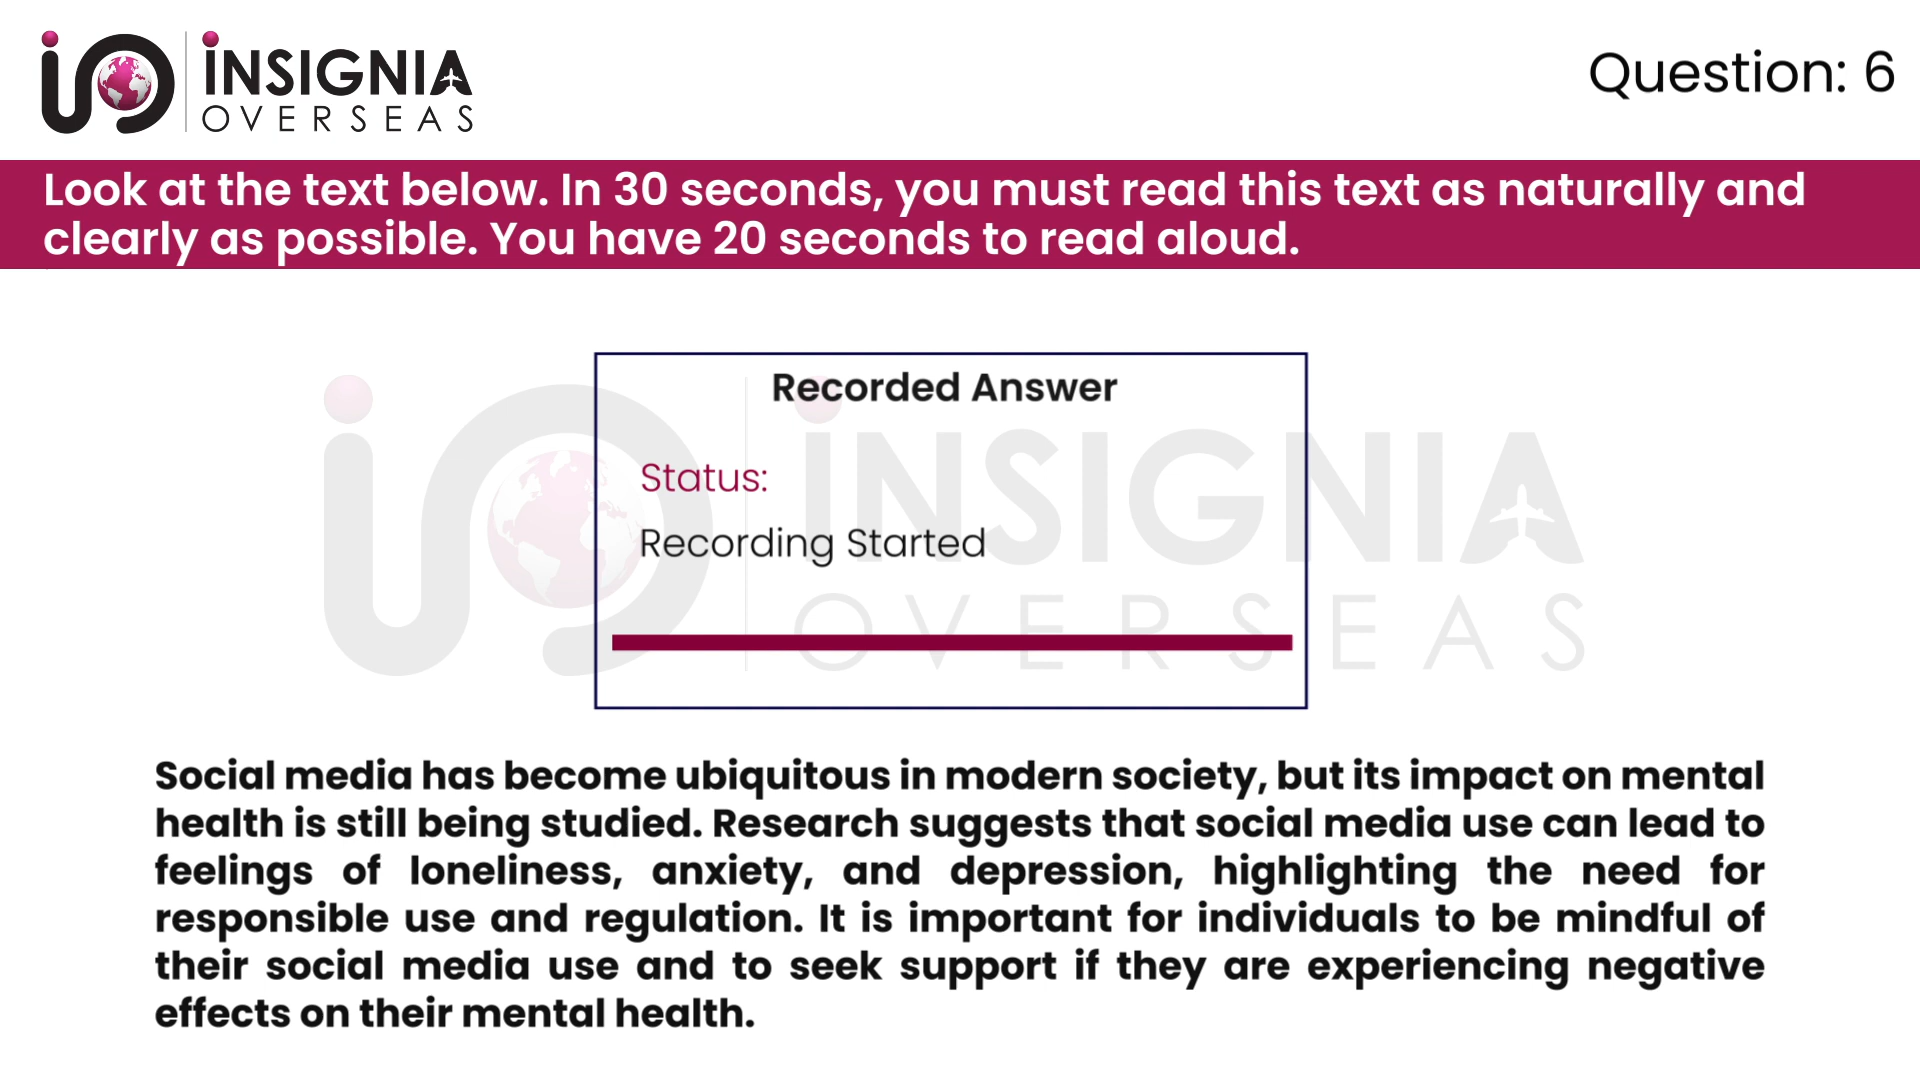 INSIGNIA
OVERSEAS
Question: 6
Look at the text below. In 30 seconds, you must read this text as naturally and
clearly as possible. You have 20 seconds to read aloud.
Recorded Answer
Status:
Recording Started
INSIGNIA
OVERSEAS
Social media has become ubiquitous in modern society, but its impact on mental
health is still being studied. Research suggests that social media use can lead to
feelings of loneliness, anxiety, and depression, highlighting the need for
responsible use and regulation. It is important for individuals to be mindful of
their social media use and to seek support if they are experiencing negative
effects on their mental health.